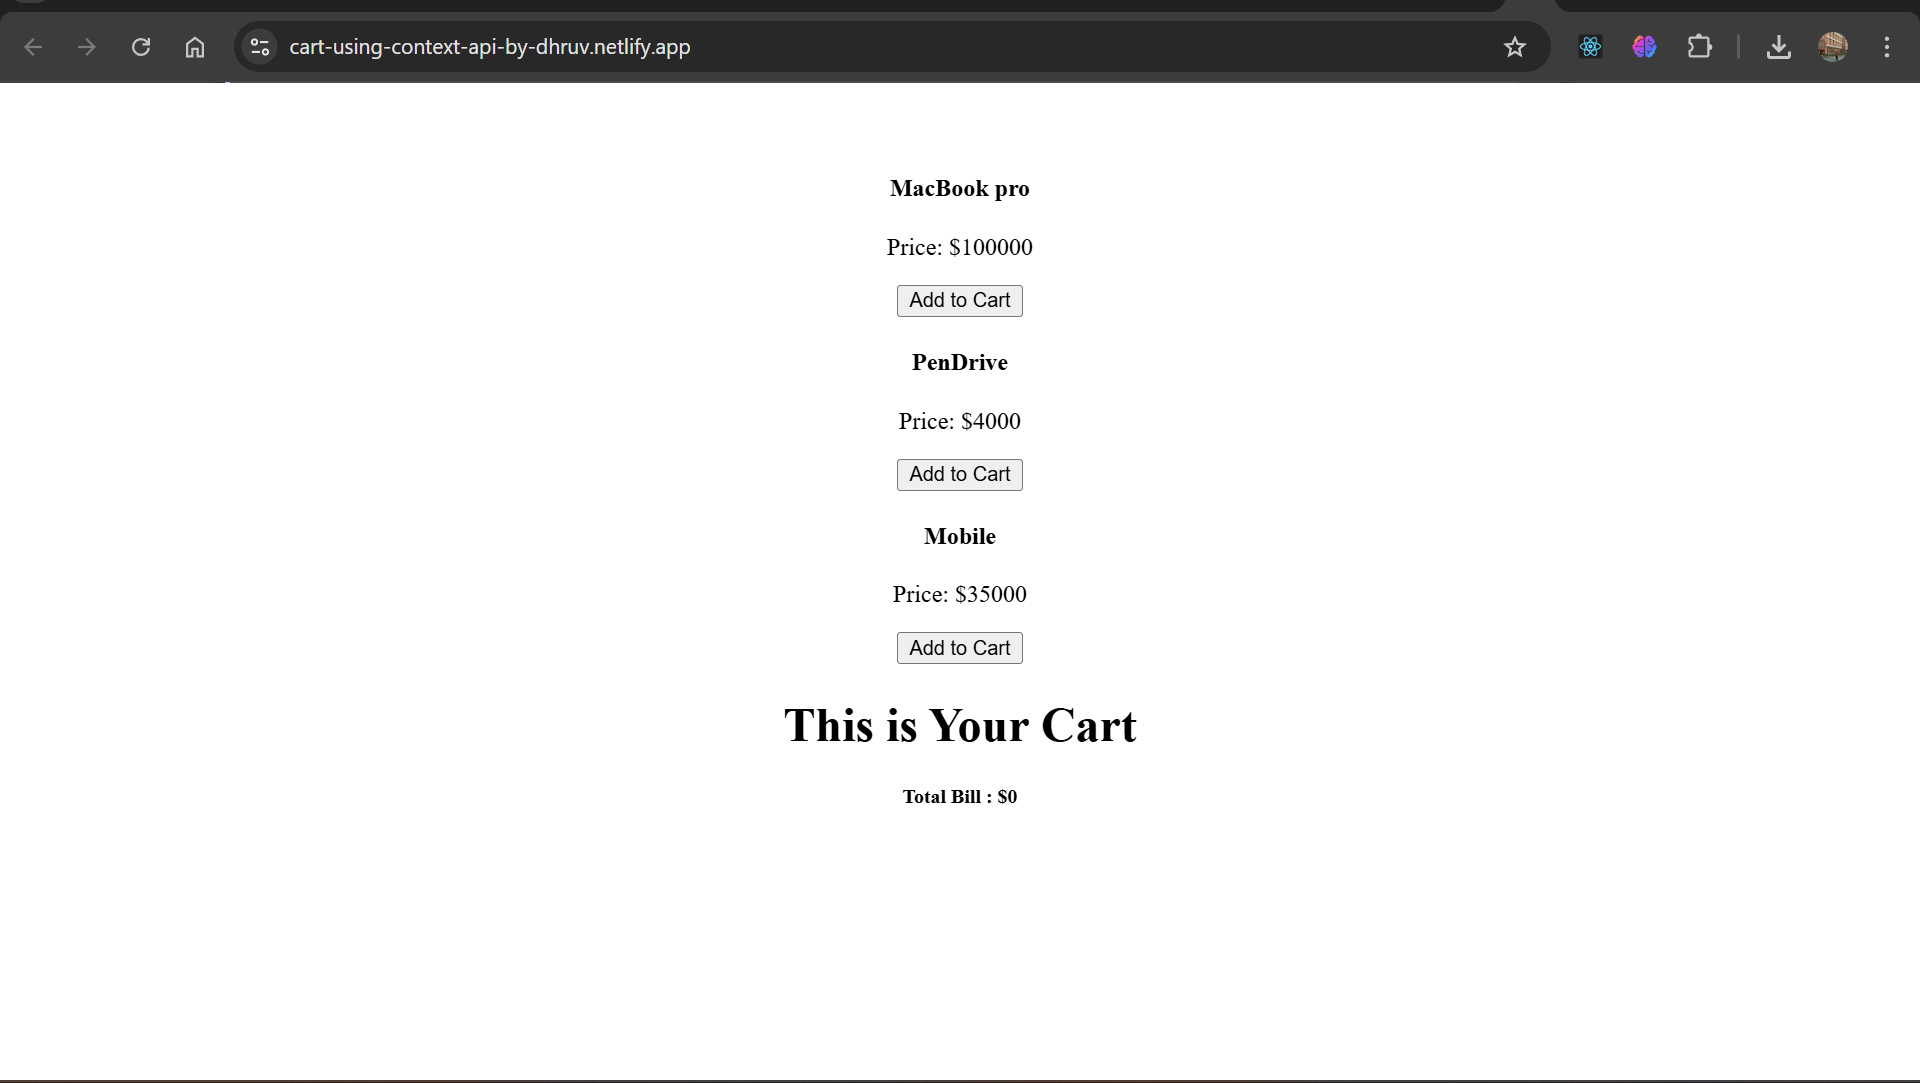 cart-using-context-api-by-dhruv.netlify.app
MacBook pro
Price: $100000
Add to Cart
PenDrive
Price: $4000
Add to Cart
Mobile
Price: $35000
Add to Cart
This is Your Cart
Total Bill : $0